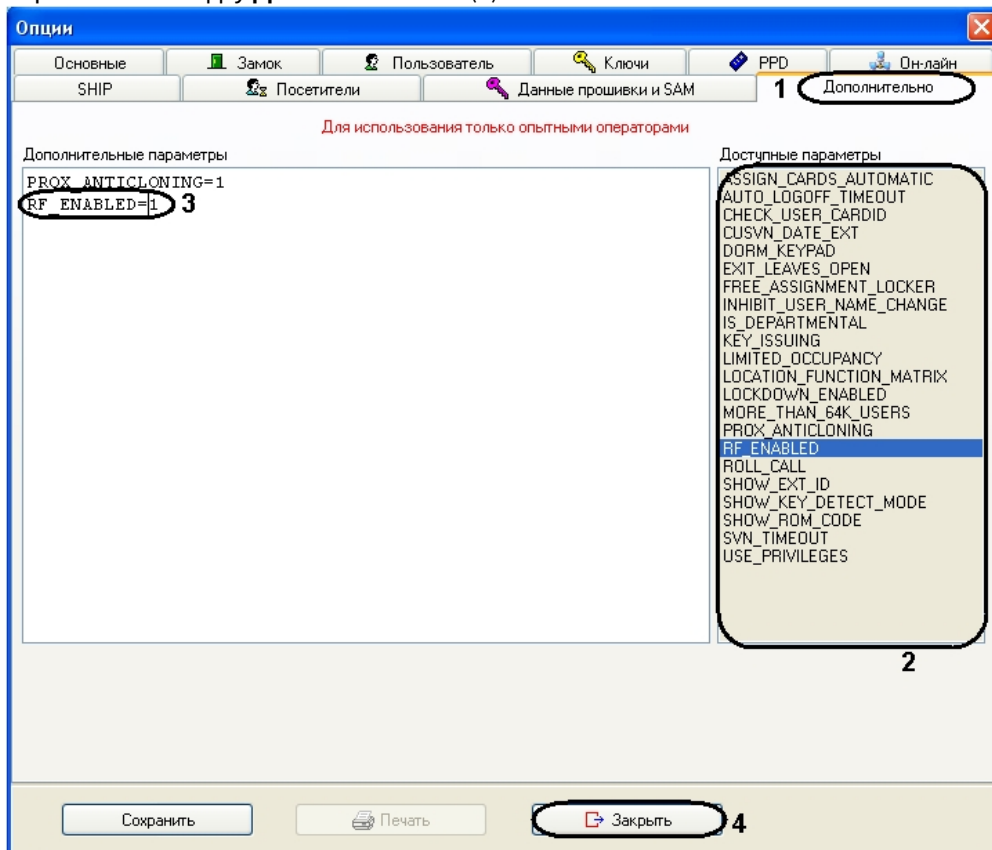 Опции
Основные Замок Пользователь Ключи PPD Он-лайн
SHIP Посетители Данные прошивки и SAM 1 Дополнительно
Для использования только опытными операторами
Дополнительные параметры Доступные параметры
PROX_ANTICLONING=1
RF_ENABLED=1 3
ASSIGN_CARDS_AUTOMATIC
AUTO_LOGOFF_TIMEOUT
CHECK_USER_CARDID
CUSVN_DATE_EXT
DORM_KEYPAD
EXIT_LEAVES_OPEN
FREE_ASSIGNMENT_LOCKER
INHIBIT_USER_NAME_CHANGE
IS_DEPARTMENTAL
KEY_ISSUING
LIMITED_OCCUPANCY
LOCATION_FUNCTION_MATRIX
LOCKDOWN_ENABLED
MORE_THAN_64K_USERS
PROX_ANTICLONING
RF_ENABLED
ROLL_CALL
SHOW_EXT_ID
SHOW_KEY_DETECT_MODE
SHOW_ROM_CODE
SVN_TIMEOUT
USE_PRIVILEGES
2
Сохранить Печать Закрыть 4